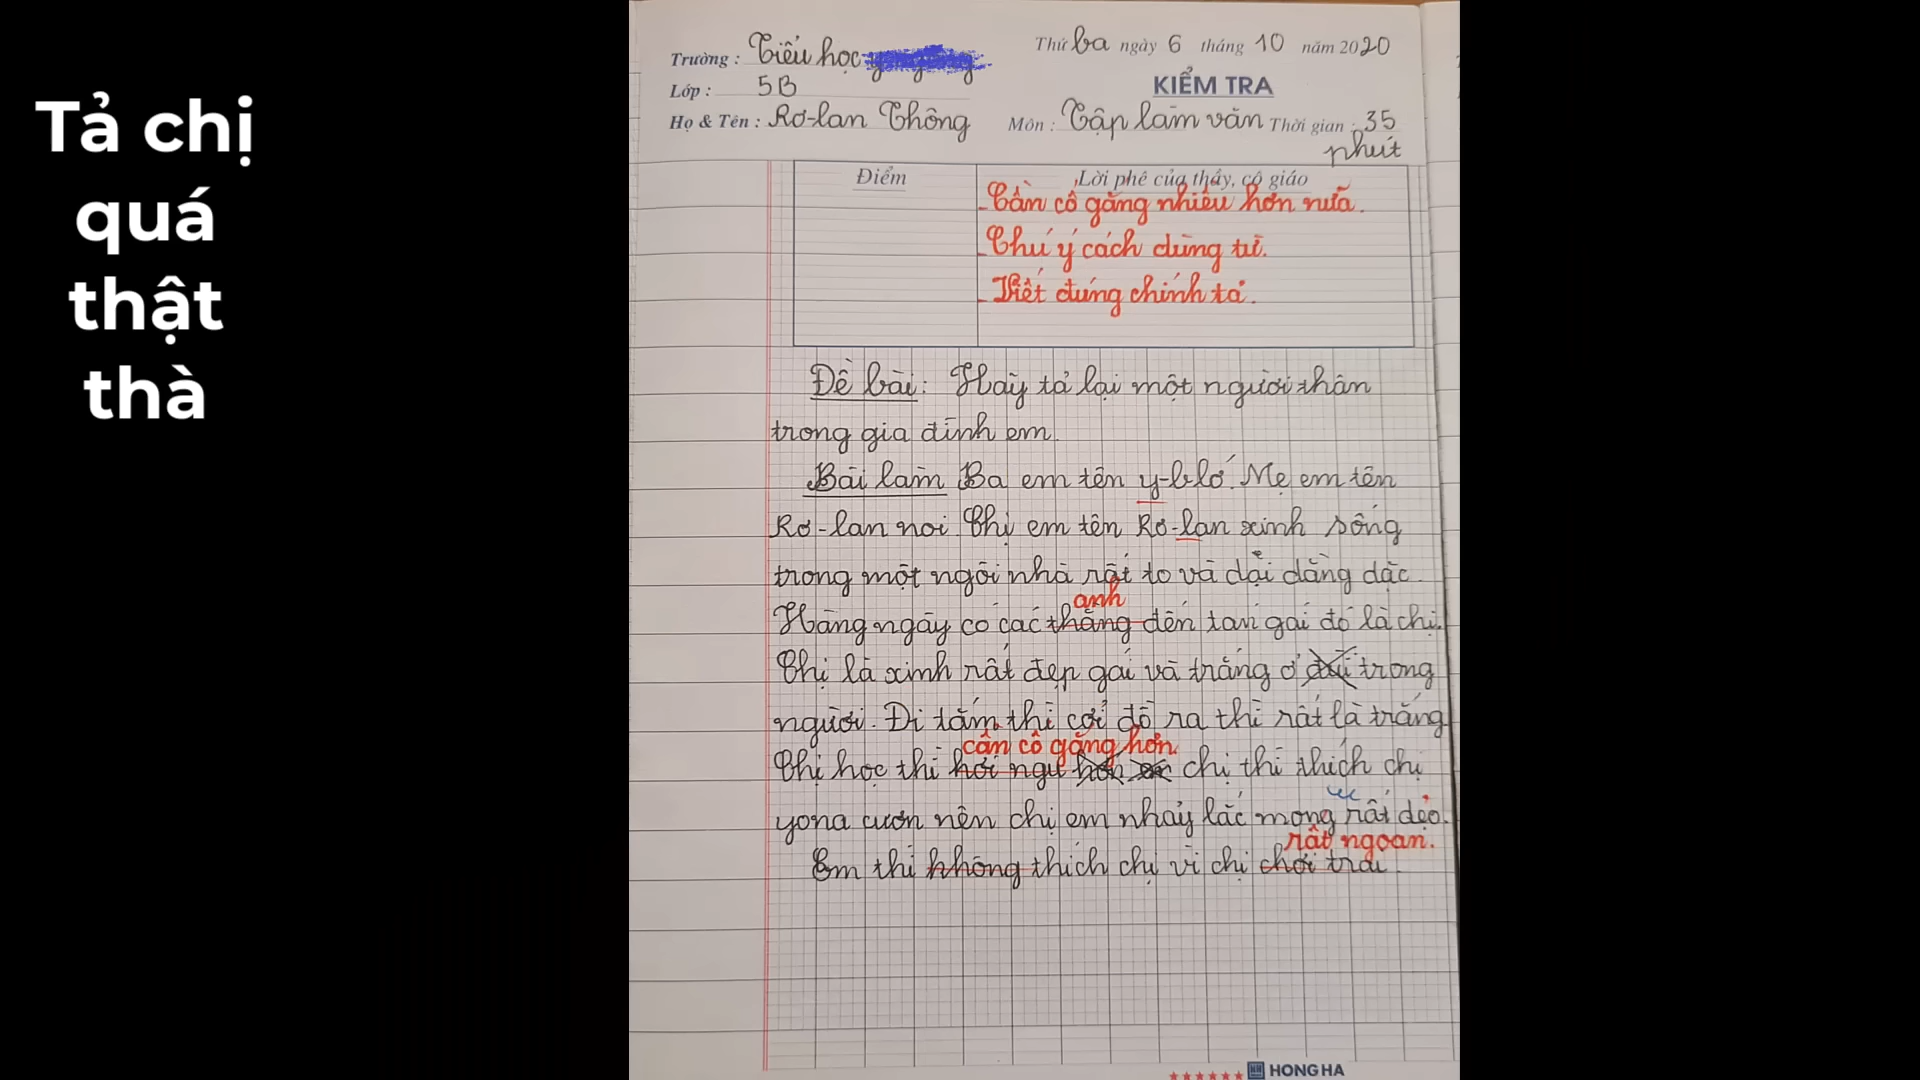 Tả chị
quá
thật
thà
Trường : Tiểu học
Thứ ba ngày 6 tháng 10 năm 2020
Lớp : 5B
KIỂM TRA
Họ & Tên : Rơ-lan Thông
Môn : Tập làm văn Thời gian : 35
phút
Điểm
Lời phê của thầy, cô giáo
- Cần cố gắng nhiều hơn nữa.
- Chú ý cách dùng từ.
- Viết đúng chính tả.
Đề bài: Hãy tả lại một người thân
trong gia đình em.
Bài làm Ba em tên y-blơ. Mẹ em tên
Rơ-lan noi Chị em tên Rơ-lan xinh sống
trong một ngôi nhà rất to và dại dằng dặc.
anh
Hàng ngày có các thằng đến tán gái đó là chị.
Chị là xinh rất đẹp gái và trắng ở trong
người. Đi tắm thì cởi đồ ra thì rất là trắng
cần cố gắng hơn.
Chị học thì hơi ngu hơn em chị thì thích chị
yona cươn nên chị em nhảy lắc mong rất dẻo.
rất ngoan.
Em thì không thích chị vì chị chơi trai.
HONG HA